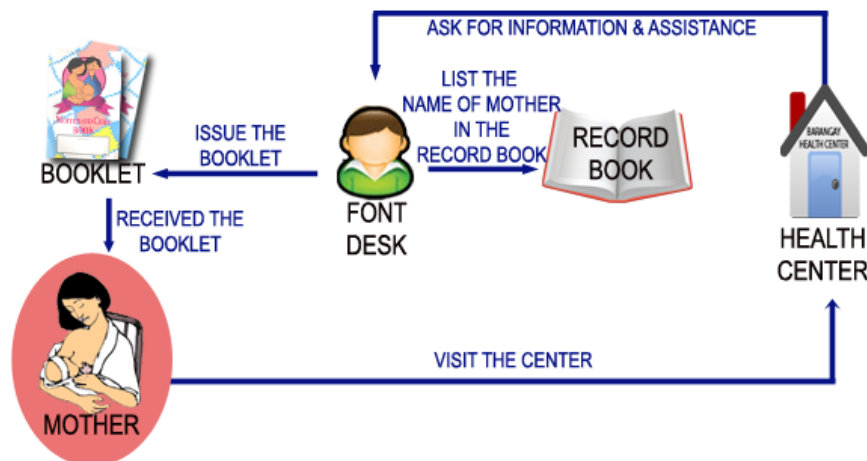 ASK FOR INFORMATION & ASSISTANCE
LIST THE
NAME OF MOTHER
IN THE
RECORD BOOK
ISSUE THE
BOOKLET
BOOKLET
RECORD
BOOK
BARANGAY
HEALTH CENTER
FONT
DESK
RECEIVED THE
BOOKLET
HEALTH
CENTER
VISIT THE CENTER
MOTHER